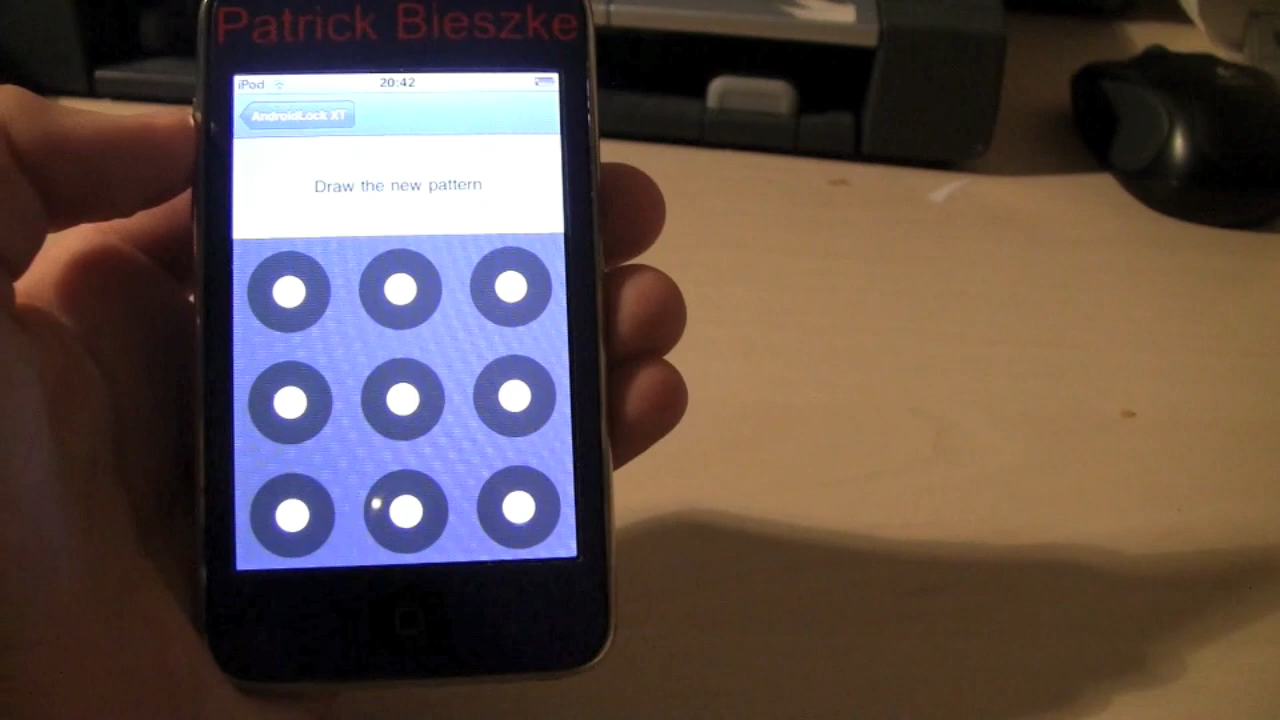 Patrick Bieszke
iPod 20:42
AndroidLock XT
Draw the new pattern